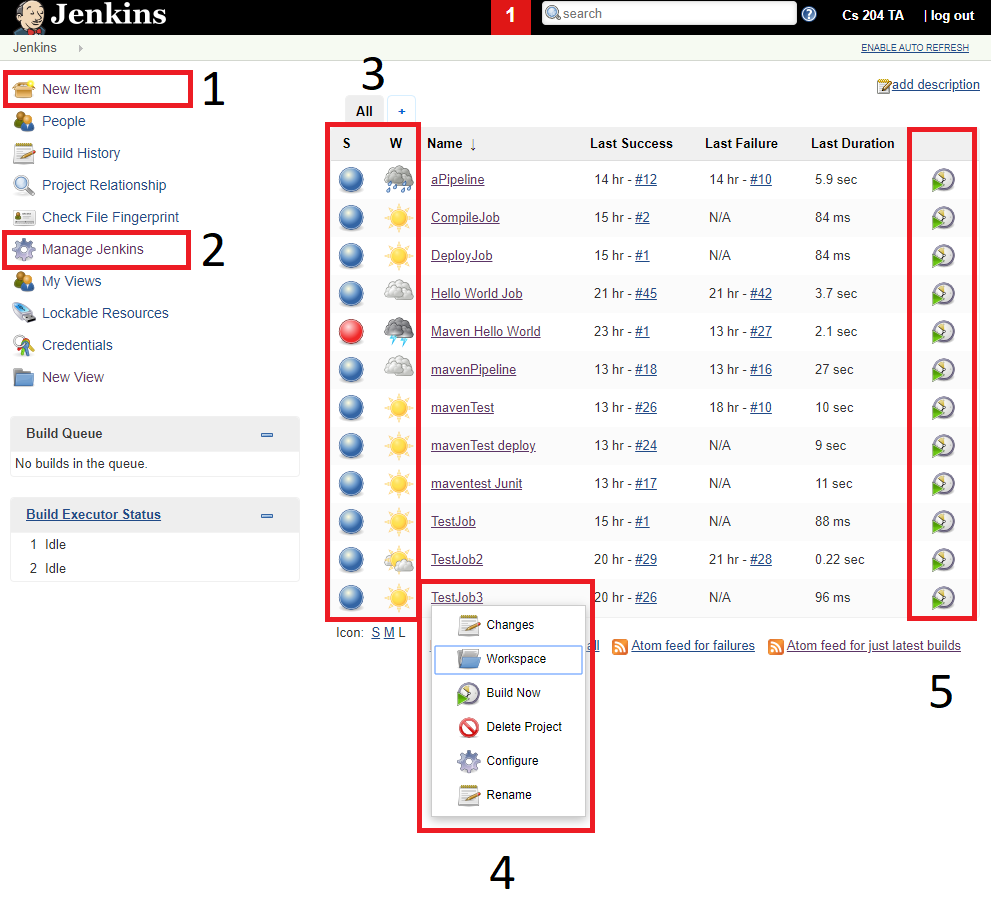 Jenkins 1 search Cs 204 TA | log out
Jenkins ENABLE AUTO REFRESH
New Item 1
People
Build History
Project Relationship
Check File Fingerprint
Manage Jenkins 2
My Views
Lockable Resources
Credentials
New View
Build Queue
No builds in the queue.
Build Executor Status
1 Idle
2 Idle
3
add description
All +
S W Name ↓ Last Success Last Failure Last Duration
aPipeline 14 hr - #12 14 hr - #10 5.9 sec
CompileJob 15 hr - #2 N/A 84 ms
DeployJob 15 hr - #1 N/A 84 ms
Hello World Job 21 hr - #45 21 hr - #42 3.7 sec
Maven Hello World 23 hr - #1 13 hr - #27 2.1 sec
mavenPipeline 13 hr - #18 13 hr - #16 27 sec
mavenTest 13 hr - #26 18 hr - #10 10 sec
mavenTest deploy 13 hr - #24 N/A 9 sec
maventest Junit 13 hr - #17 N/A 11 sec
TestJob 15 hr - #1 N/A 88 ms
TestJob2 20 hr - #29 21 hr - #28 0.22 sec
TestJob3 20 hr - #26 N/A 96 ms
Icon: S M L all Atom feed for failures Atom feed for just latest builds
Changes
Workspace
Build Now
Delete Project
Configure
Rename
5
4